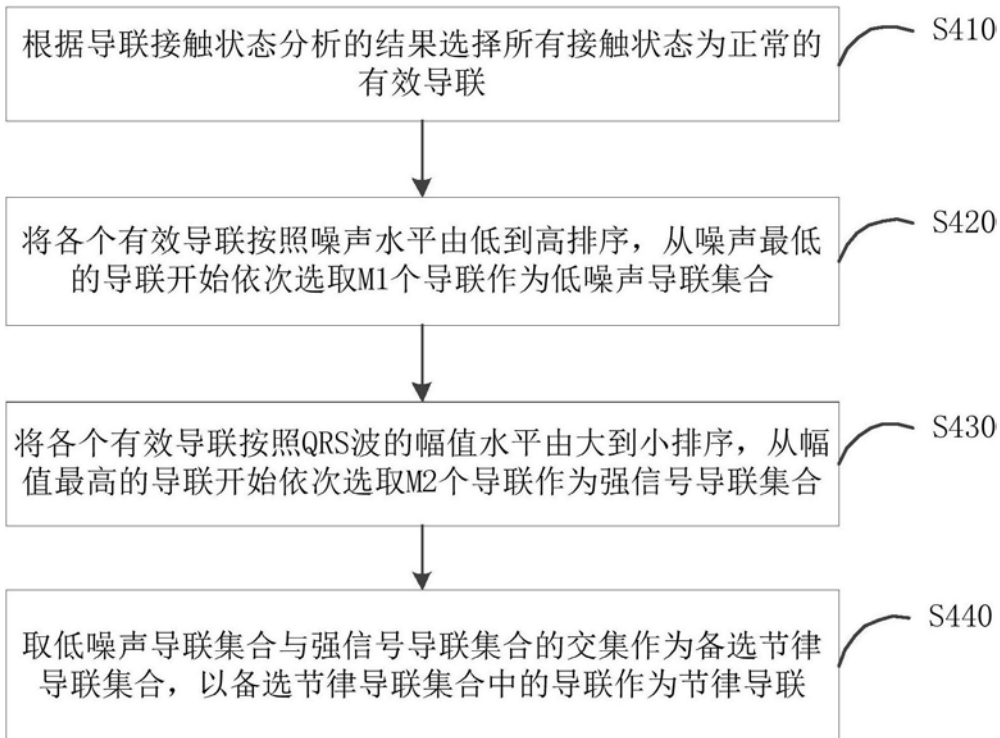 根据导联接触状态分析的结果选择所有接触状态为正常的
有效导联
S410
将各个有效导联按照噪声水平由低到高排序，从噪声最低
的导联开始依次选取M1个导联作为低噪声导联集合
S420
将各个有效导联按照QRS波的幅值水平由大到小排序，从幅
值最高的导联开始依次选取M2个导联作为强信号导联集合
S430
取低噪声导联集合与强信号导联集合的交集作为备选节律
导联集合，以备选节律导联集合中的导联作为节律导联
S440